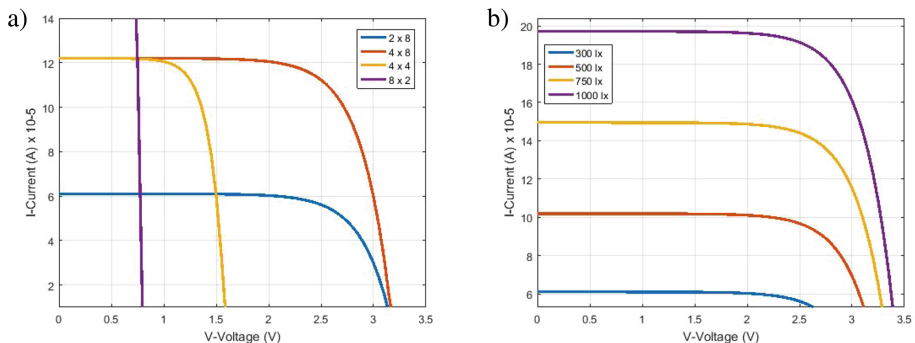 a)
14
12
10
8
6
4
2
I-Current (A) x 10-5
0
0.5
1
1.5
2
2.5
3
3.5
V-Voltage (V)
2 x 8
4 x 8
4 x 4
8 x 2
b)
20
18
16
14
12
10
8
6
I-Current (A) x 10-5
0
0.5
1
1.5
2
2.5
3
3.5
V-Voltage (V)
300 lx
500 lx
750 lx
1000 lx